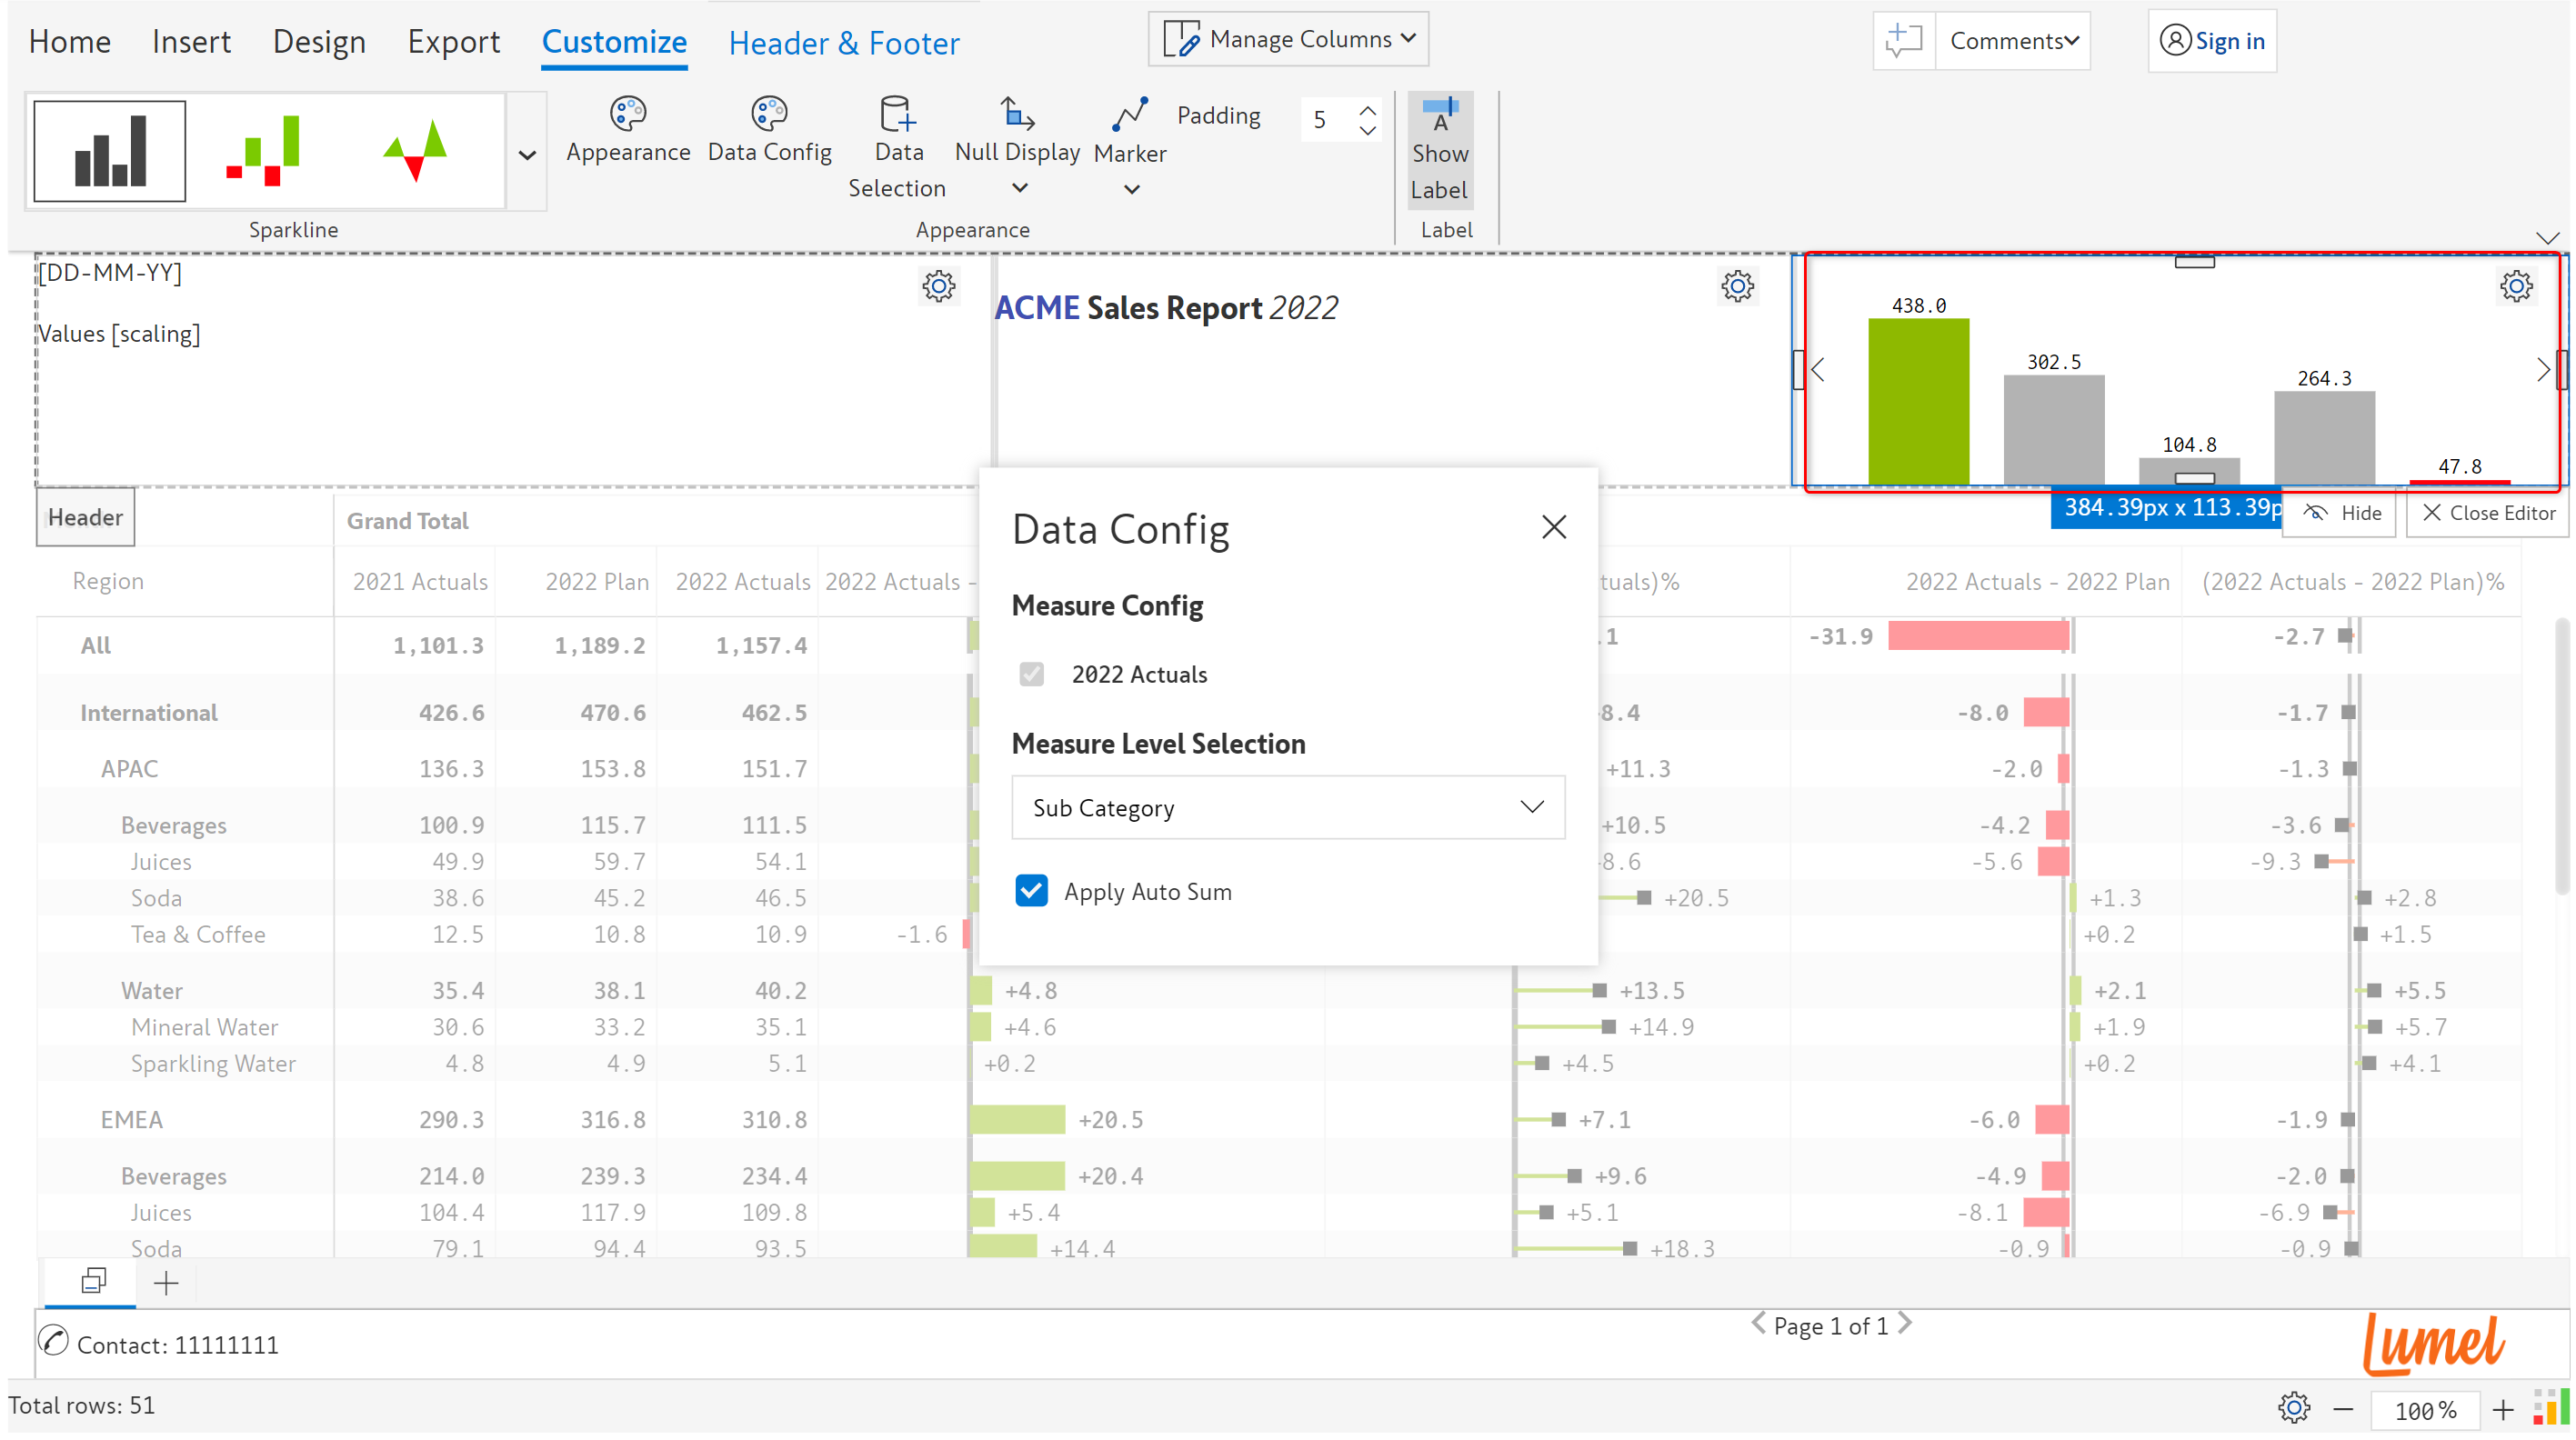 Home Insert Design Export Customize Header & Footer Manage Columns Comments Sign in
Appearance Data Config Data Selection Null Display Marker Padding 5 Show Label
Sparkline Appearance Label
[DD-MM-YY]
Values [scaling]
ACME Sales Report 2022
438.0 302.5 104.8 264.3 47.8
384.39px x 113.39p Hide Close Editor
Header Grand Total
Region 2021 Actuals 2022 Plan 2022 Actuals 2022 Actuals - tuals)% 2022 Actuals - 2022 Plan (2022 Actuals - 2022 Plan)%
All 1,101.3 1,189.2 1,157.4 .1 -31.9 -2.7
International 426.6 470.6 462.5 8.4 -8.0 -1.7
APAC 136.3 153.8 151.7 +11.3 -2.0 -1.3
Beverages 100.9 115.7 111.5 +10.5 -4.2 -3.6
Juices 49.9 59.7 54.1 8.6 -5.6 -9.3
Soda 38.6 45.2 46.5 +20.5 +1.3 +2.8
Tea & Coffee 12.5 10.8 10.9 -1.6 +0.2 +1.5
Water 35.4 38.1 40.2 +4.8 +13.5 +2.1 +5.5
Mineral Water 30.6 33.2 35.1 +4.6 +14.9 +1.9 +5.7
Sparkling Water 4.8 4.9 5.1 +0.2 +4.5 +0.2 +4.1
EMEA 290.3 316.8 310.8 +20.5 +7.1 -6.0 -1.9
Beverages 214.0 239.3 234.4 +20.4 +9.6 -4.9 -2.0
Juices 104.4 117.9 109.8 +5.4 +5.1 -8.1 -6.9
Soda 79.1 94.4 93.5 +14.4 +18.3 -0.9 -0.9
Data Config
Measure Config
2022 Actuals
Measure Level Selection
Sub Category
Apply Auto Sum
Contact: 11111111 Page 1 of 1 Lumel
Total rows: 51 100 %